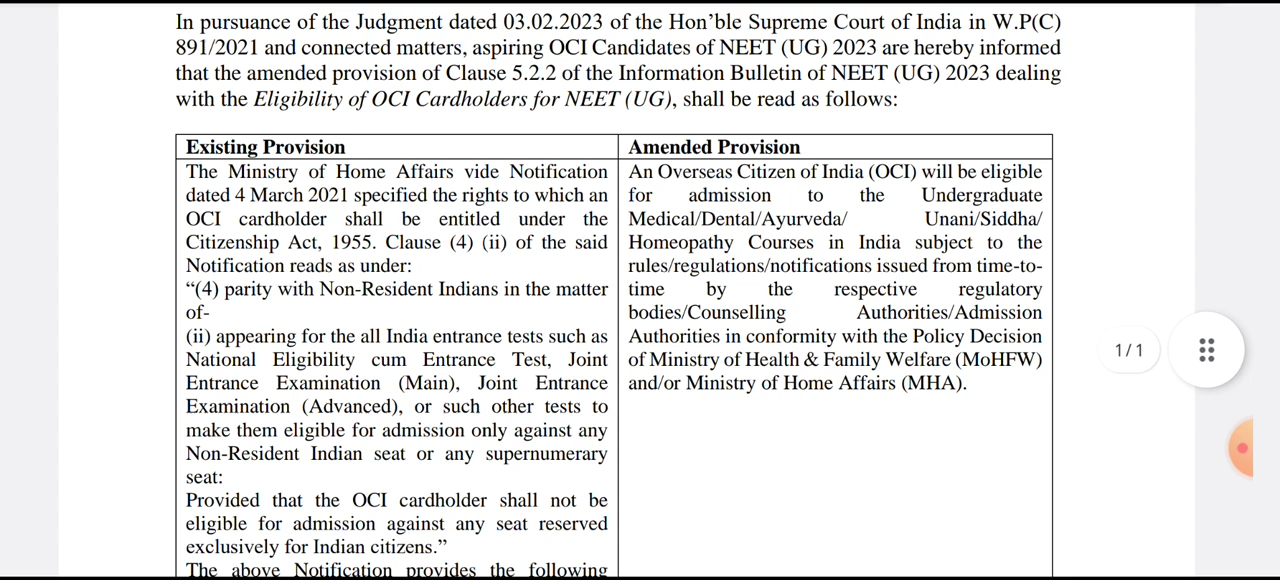 In pursuance of the Judgment dated 03.02.2023 of the Hon’ble Supreme Court of India in W.P(C)
891/2021 and connected matters, aspiring OCI Candidates of NEET (UG) 2023 are hereby informed
that the amended provision of Clause 5.2.2 of the Information Bulletin of NEET (UG) 2023 dealing
with the Eligibility of OCI Cardholders for NEET (UG), shall be read as follows:
Existing Provision
The Ministry of Home Affairs vide Notification
dated 4 March 2021 specified the rights to which an
OCI cardholder shall be entitled under the
Citizenship Act, 1955. Clause (4) (ii) of the said
Notification reads as under:
“(4) parity with Non-Resident Indians in the matter
of-
(ii) appearing for the all India entrance tests such as
National Eligibility cum Entrance Test, Joint
Entrance Examination (Main), Joint Entrance
Examination (Advanced), or such other tests to
make them eligible for admission only against any
Non-Resident Indian seat or any supernumerary
seat:
Provided that the OCI cardholder shall not be
eligible for admission against any seat reserved
exclusively for Indian citizens.”
The above Notification provides the following
Amended Provision
An Overseas Citizen of India (OCI) will be eligible
for admission to the Undergraduate
Medical/Dental/Ayurveda/ Unani/Siddha/
Homeopathy Courses in India subject to the
rules/regulations/notifications issued from time-to-
time by the respective regulatory
bodies/Counselling Authorities/Admission
Authorities in conformity with the Policy Decision
of Ministry of Health & Family Welfare (MoHFW)
and/or Ministry of Home Affairs (MHA).
1/1